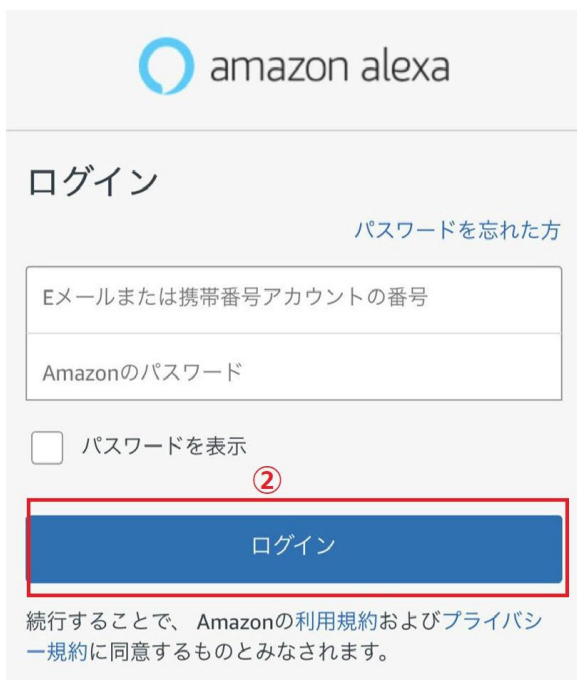 amazon alexa
ログイン
パスワードを忘れた方
Eメールまたは携帯番号アカウントの番号
Amazonのパスワード
パスワードを表示
②
ログイン
続行することで、 Amazonの利用規約およびプライバシ
ー規約に同意するものとみなされます。